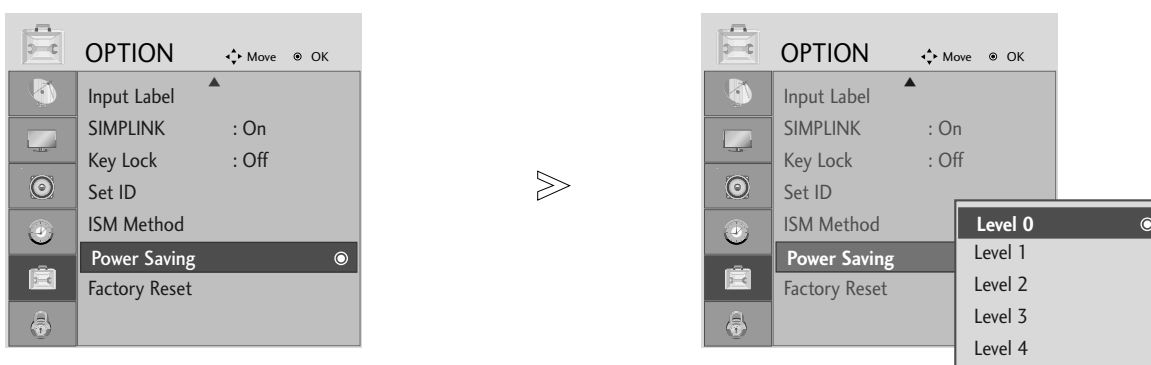 OPTION Move OK
Input Label
SIMPLINK : On
Key Lock : Off
Set ID
ISM Method
Power Saving
Factory Reset
OPTION Move OK
Input Label
SIMPLINK : On
Key Lock : Off
Set ID
ISM Method
Power Saving
Factory Reset
Level 0
Level 1
Level 2
Level 3
Level 4